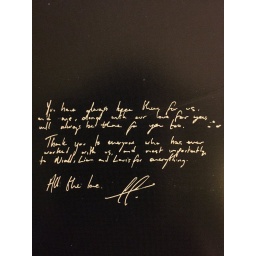 You have always been there for us,
and along with our love for you
will always be there for you too.
Thank you to everyone who has ever
worked with us, and most importantly
to Niall, Liam and Louis for everything.
All the love.
H.